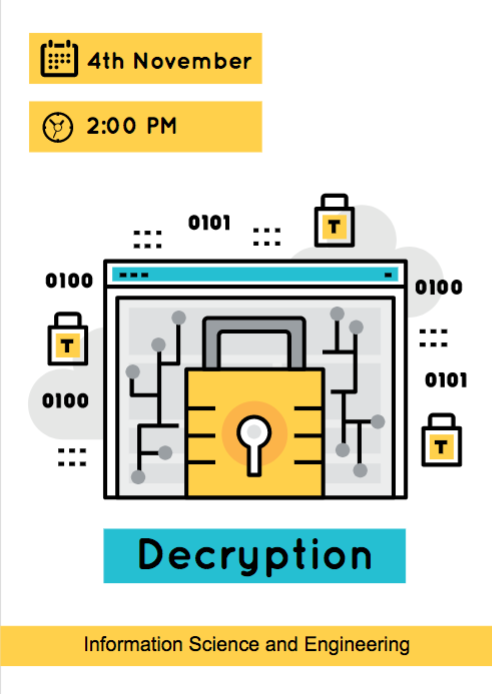 4th November
2:00 PM
0101
T
0100
0100
T
0101
0100
T
Decryption
Information Science and Engineering